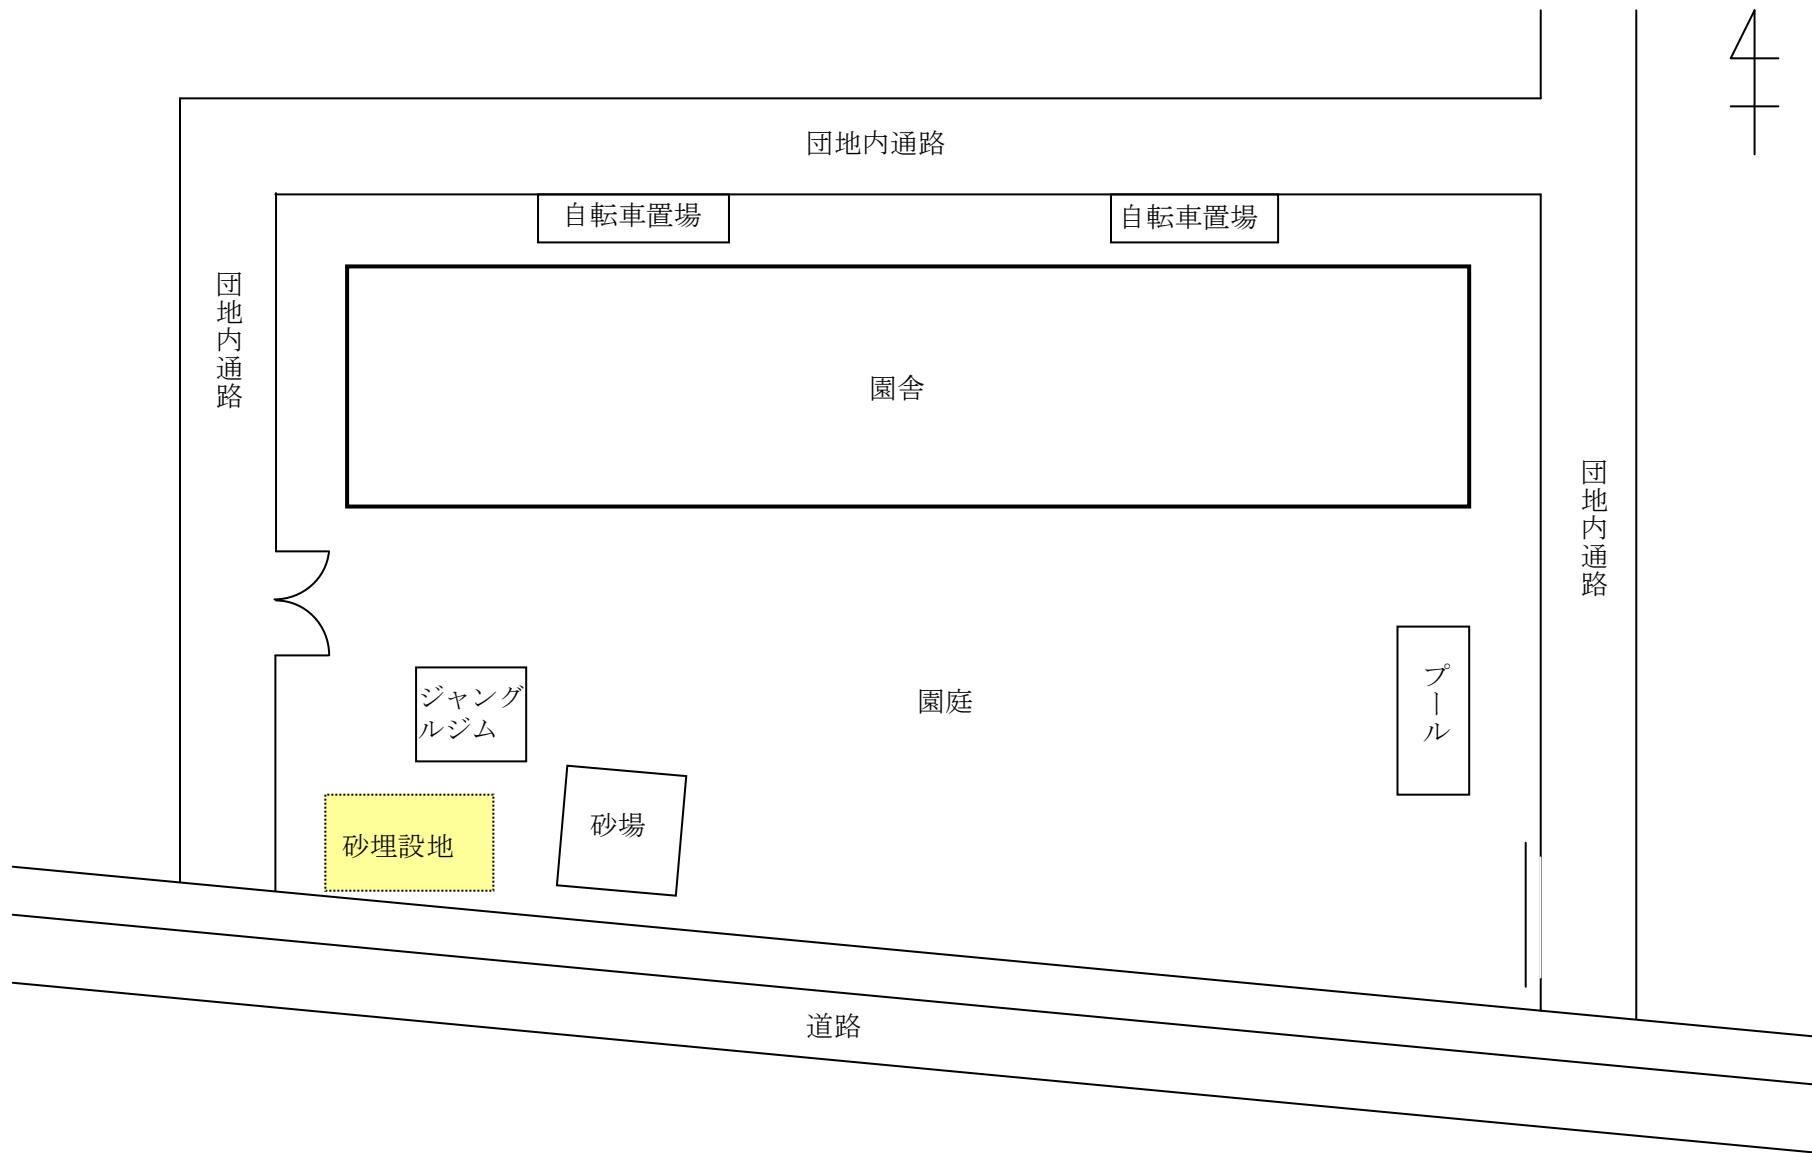 団地内通路
自転車置場
自転車置場
団地内通路
園舎
団地内通路
ジャング
ルジム
園庭
プール
砂場
砂埋設地
道路